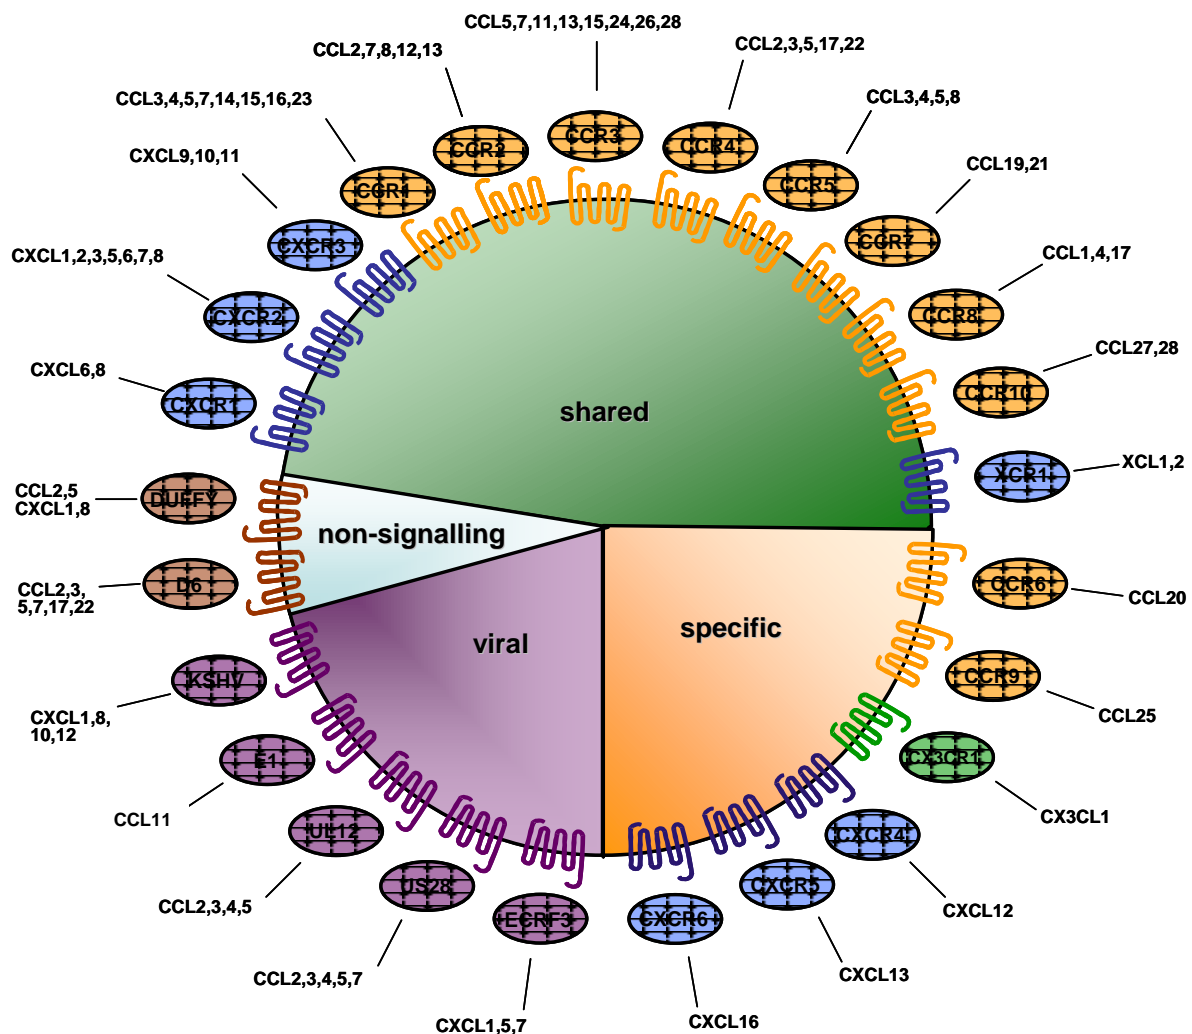 CCL5,7,11,13,15,24,26,28
CCL2,7,8,12,13
CCL2,3,5,17,22
CCL3,4,5,7,14,15,16,23
CCL3,4,5,8
CXCL9,10,11
CCL19,21
CXCL1,2,3,5,6,7,8
CCL1,4,17
CXCL6,8
CCL27,28
CCR3
CCR2
CCR4
CCR1
CCR5
CXCR3
CCR7
CXCR2
CCR8
CXCR1
CCR10
shared
XCR1
XCL1,2
CCL2,5
CXCL1,8
DUFFY
non-signalling
CCL2,3,
5,7,17,22
D6
CCR6
CCL20
viral
specific
KSHV
CXCL1,8,
10,12
CCR9
CCL25
E1
CCL11
CX3CR1
CX3CL1
UL12
CCL2,3,4,5
CXCR4
CXCL12
US28
CCL2,3,4,5,7
CXCR5
CXCL13
ECRF3
CXCL1,5,7
CXCR6
CXCL16